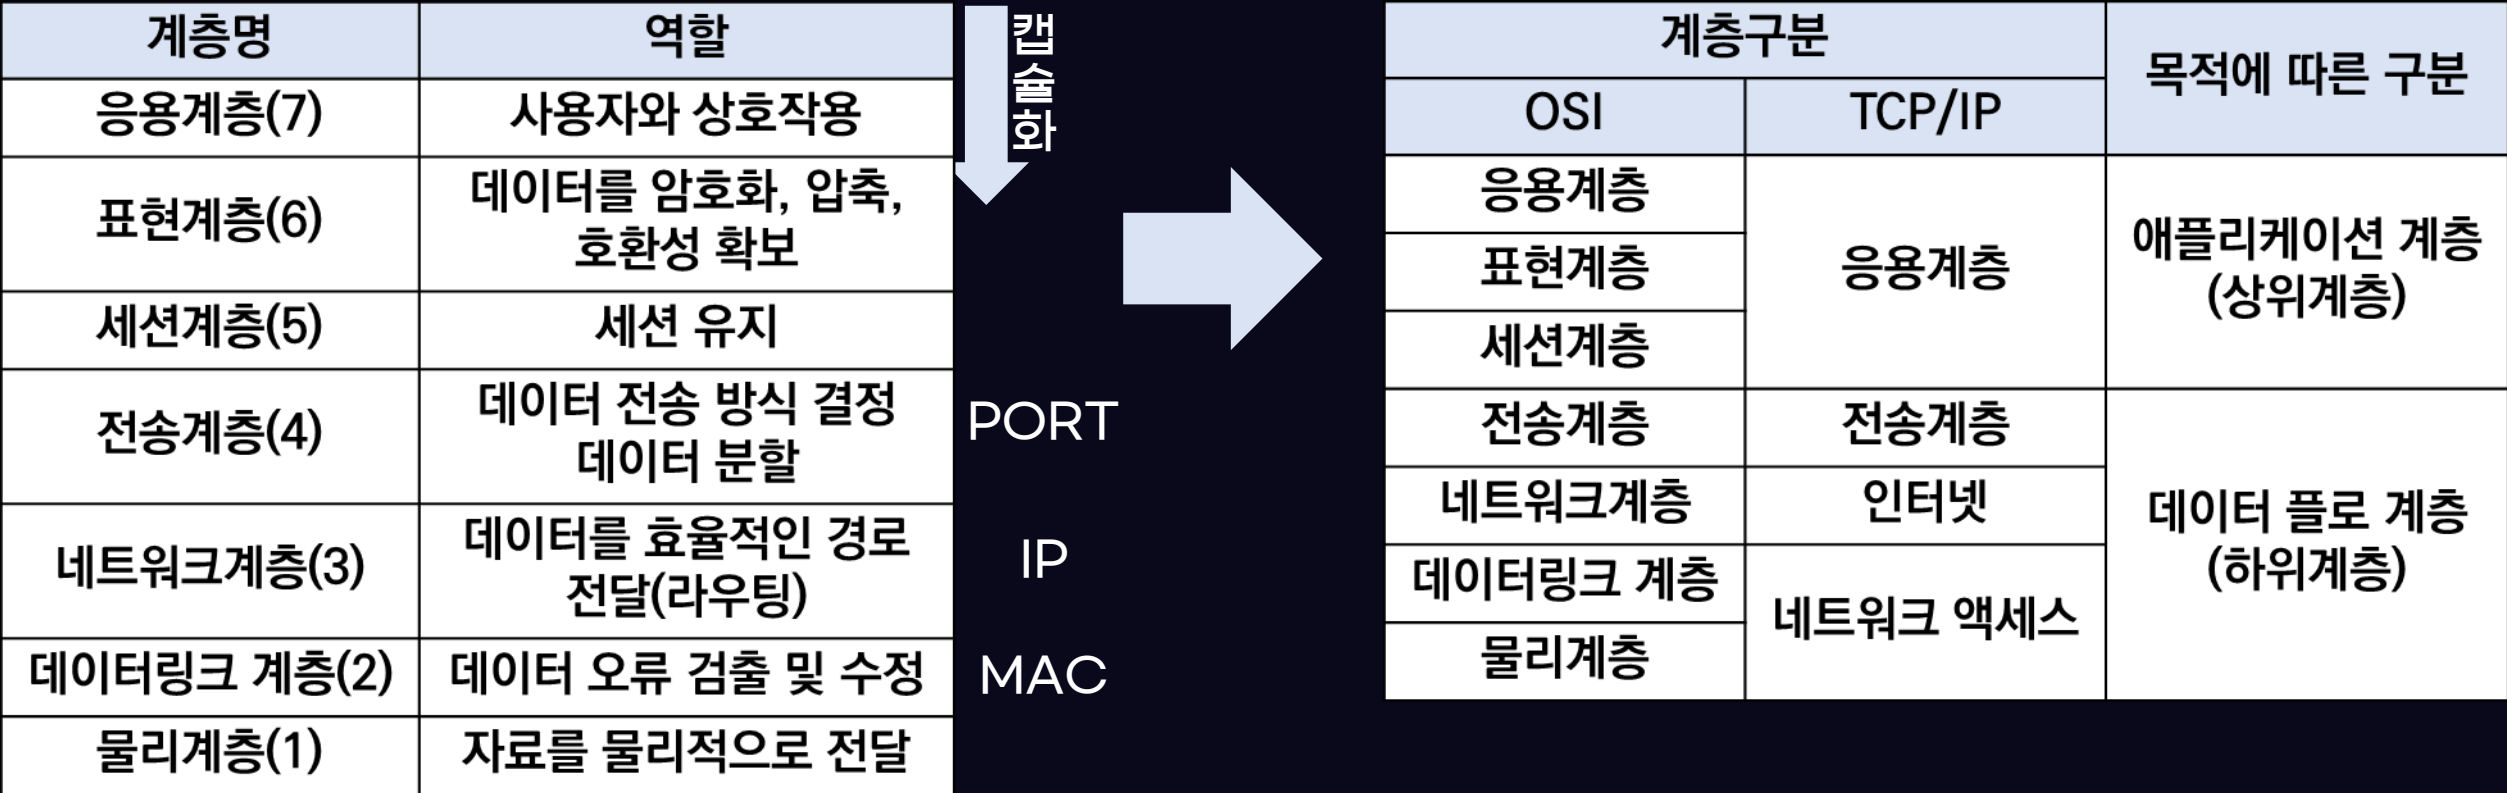 계층명 역할
응용계층(7) 사용자와 상호작용
표현계층(6) 데이터를 암호화, 압축,
호환성 확보
세션계층(5) 세션 유지
전송계층(4) 데이터 전송 방식 결정
데이터 분할
네트워크계층(3) 데이터를 효율적인 경로
전달(라우팅)
데이터링크 계층(2) 데이터 오류 검출 및 수정
물리계층(1) 자료를 물리적으로 전달
캡슐화
PORT
IP
MAC
계층구분 목적에 따른 구분
OSI TCP/IP
응용계층
표현계층
세션계층
응용계층
애플리케이션 계층
(상위계층)
전송계층 전송계층
네트워크계층 인터넷
데이터링크 계층
물리계층
네트워크 액세스
데이터 플로 계층
(하위계층)